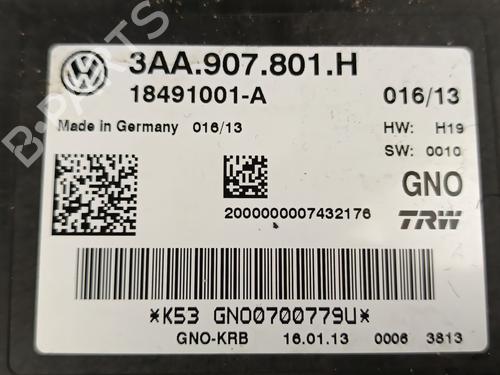 3AA.907.801.H
18491001-A 016/13
Made in Germany 016/13 HW: H19
SW: 0010
GNO
2000000007432176
TRW
*K53 GNO0700779U*
GNO-KRB 16.01.13 0006 3813
B-PARTS